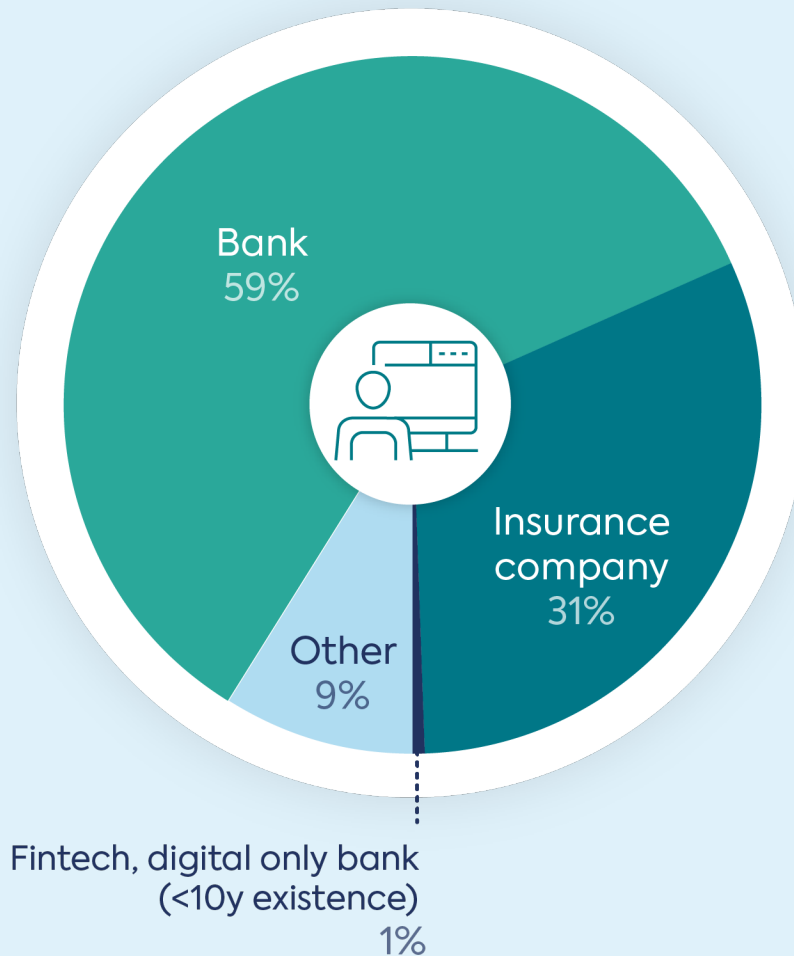 Bank
59%
Insurance
company
31%
Other
9%
Fintech, digital only bank
(<10y existence)
1%